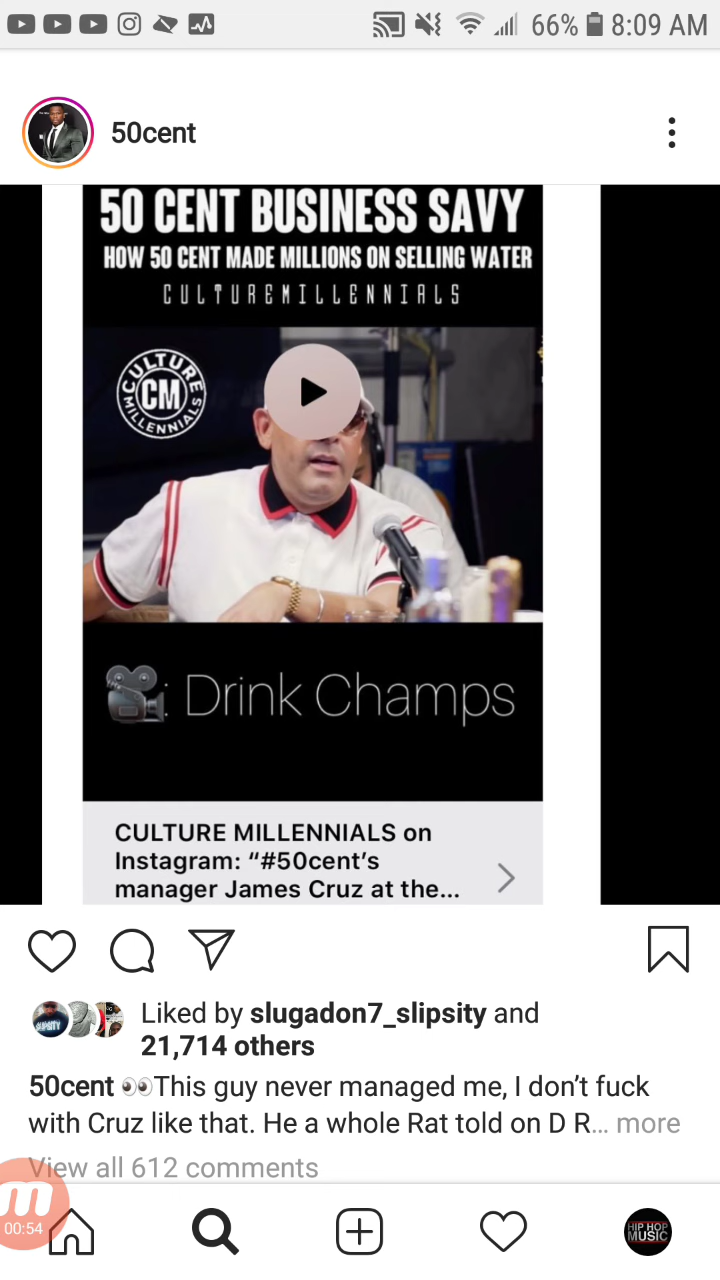 66% 8:09 AM
50cent
50 CENT BUSINESS SAVY
HOW 50 CENT MADE MILLIONS ON SELLING WATER
CULTUREMILLENNIALS
CULTURE
CM
MILLENNIALS
: Drink Champs
CULTURE MILLENNIALS on
Instagram: “#50cent’s
manager James Cruz at the...
Liked by slugadon7_slipsity and
21,714 others
50cent 👀This guy never managed me, I don’t fuck
with Cruz like that. He a whole Rat told on D R... more
View all 612 comments
00:54
HIP HOP
MUSIC